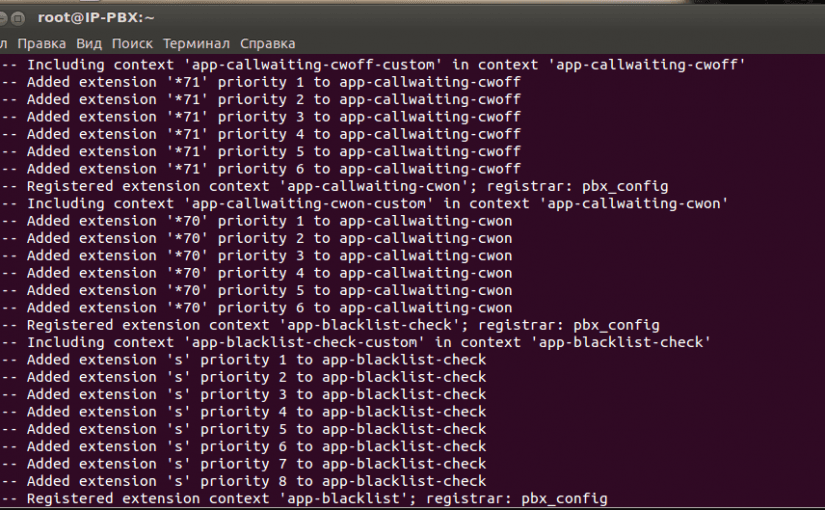 root@IP-PBX:~
л Правка Вид Поиск Терминал Справка
-- Including context 'app-callwaiting-cwoff-custom' in context 'app-callwaiting-cwoff'
-- Added extension '*71' priority 1 to app-callwaiting-cwoff
-- Added extension '*71' priority 2 to app-callwaiting-cwoff
-- Added extension '*71' priority 3 to app-callwaiting-cwoff
-- Added extension '*71' priority 4 to app-callwaiting-cwoff
-- Added extension '*71' priority 5 to app-callwaiting-cwoff
-- Added extension '*71' priority 6 to app-callwaiting-cwoff
-- Registered extension context 'app-callwaiting-cwon'; registrar: pbx_config
-- Including context 'app-callwaiting-cwon-custom' in context 'app-callwaiting-cwon'
-- Added extension '*70' priority 1 to app-callwaiting-cwon
-- Added extension '*70' priority 2 to app-callwaiting-cwon
-- Added extension '*70' priority 3 to app-callwaiting-cwon
-- Added extension '*70' priority 4 to app-callwaiting-cwon
-- Added extension '*70' priority 5 to app-callwaiting-cwon
-- Added extension '*70' priority 6 to app-callwaiting-cwon
-- Registered extension context 'app-blacklist-check'; registrar: pbx_config
-- Including context 'app-blacklist-check-custom' in context 'app-blacklist-check'
-- Added extension 's' priority 1 to app-blacklist-check
-- Added extension 's' priority 2 to app-blacklist-check
-- Added extension 's' priority 3 to app-blacklist-check
-- Added extension 's' priority 4 to app-blacklist-check
-- Added extension 's' priority 5 to app-blacklist-check
-- Added extension 's' priority 6 to app-blacklist-check
-- Added extension 's' priority 7 to app-blacklist-check
-- Added extension 's' priority 8 to app-blacklist-check
-- Registered extension context 'app-blacklist'; registrar: pbx_config